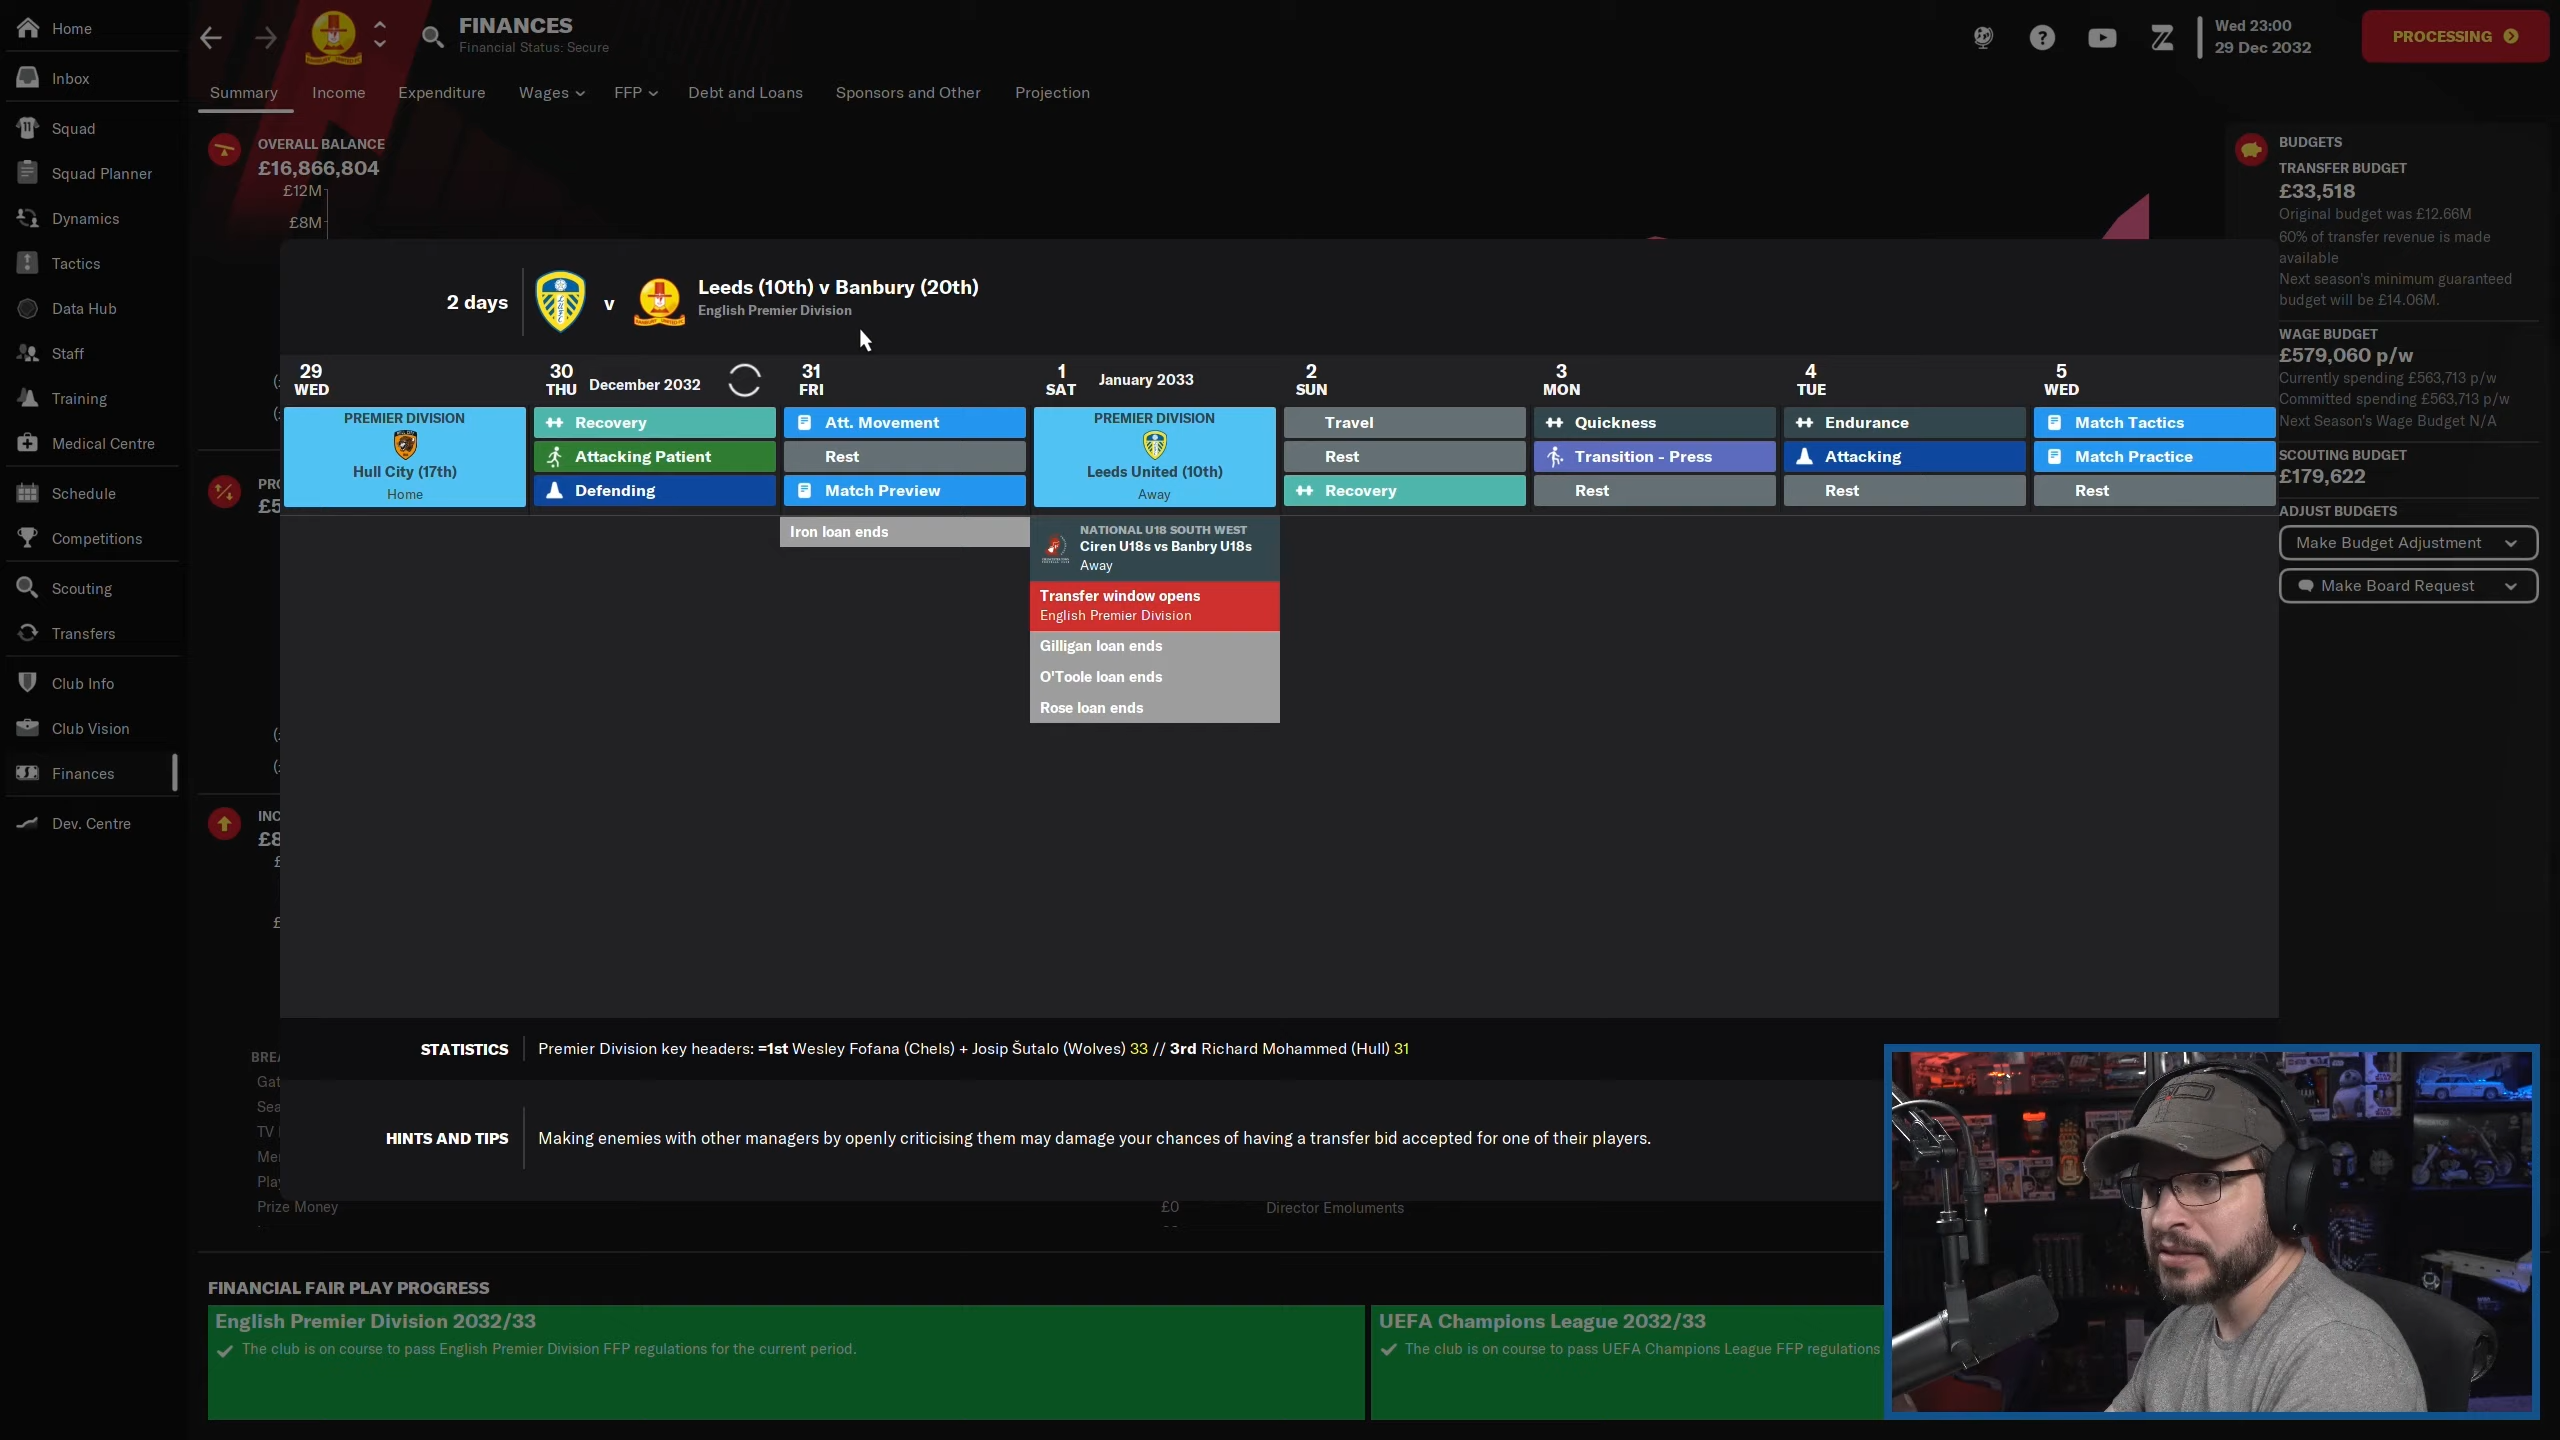 Home
Inbox
Squad
Squad Planner
Dynamics
Tactics
Data Hub
Staff
Training
Medical Centre
Schedule
Competitions
Scouting
Transfers
Club Info
Club Vision
Finances
Dev. Centre
FINANCES
Financial Status: Secure
Wed 23:00
29 Dec 2032
PROCESSING
Summary Income Expenditure Wages FFP Debt and Loans Sponsors and Other Projection
OVERALL BALANCE
£16,866,804
£12M
£8M
BUDGETS
TRANSFER BUDGET
£33,518
Original budget was £12.66M
60% of transfer revenue is made
available
Next season's minimum guaranteed
budget will be £14.06M.
WAGE BUDGET
£579,060 p/w
Currently spending £563,713 p/w
Committed spending £563,713 p/w
Next Season's Wage Budget N/A
SCOUTING BUDGET
£179,622
ADJUST BUDGETS
Make Budget Adjustment
Make Board Request
2 days v Leeds (10th) v Banbury (20th)
English Premier Division
29 WED
30 THU December 2032
31 FRI
1 SAT January 2033
2 SUN
3 MON
4 TUE
5 WED
PREMIER DIVISION
Hull City (17th)
Home
Recovery
Attacking Patient
Defending
Att. Movement
Rest
Match Preview
PREMIER DIVISION
Leeds United (10th)
Away
Travel
Rest
Recovery
Quickness
Transition - Press
Rest
Endurance
Attacking
Rest
Match Tactics
Match Practice
Rest
Iron loan ends
NATIONAL U18 SOUTH WEST
Ciren U18s vs Banbry U18s
Away
Transfer window opens
English Premier Division
Gilligan loan ends
O'Toole loan ends
Rose loan ends
STATISTICS
Premier Division key headers: =1st Wesley Fofana (Chels) + Josip Šutalo (Wolves) 33 // 3rd Richard Mohammed (Hull) 31
HINTS AND TIPS
Making enemies with other managers by openly criticising them may damage your chances of having a transfer bid accepted for one of their players.
Prize Money £0 Director Emoluments
FINANCIAL FAIR PLAY PROGRESS
English Premier Division 2032/33
The club is on course to pass English Premier Division FFP regulations for the current period.
UEFA Champions League 2032/33
The club is on course to pass UEFA Champions League FFP regulations